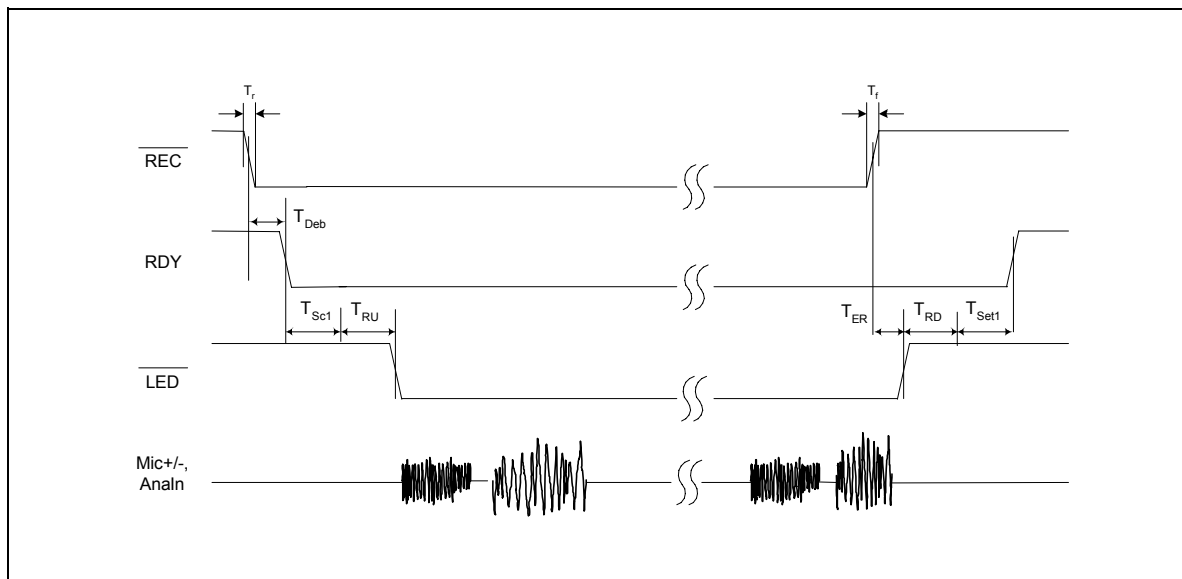 Tr
Tf
REC
TDeb
RDY
TSc1
TRU
TER
TRD
TSet1
LED
Mic+/-,
AnaIn